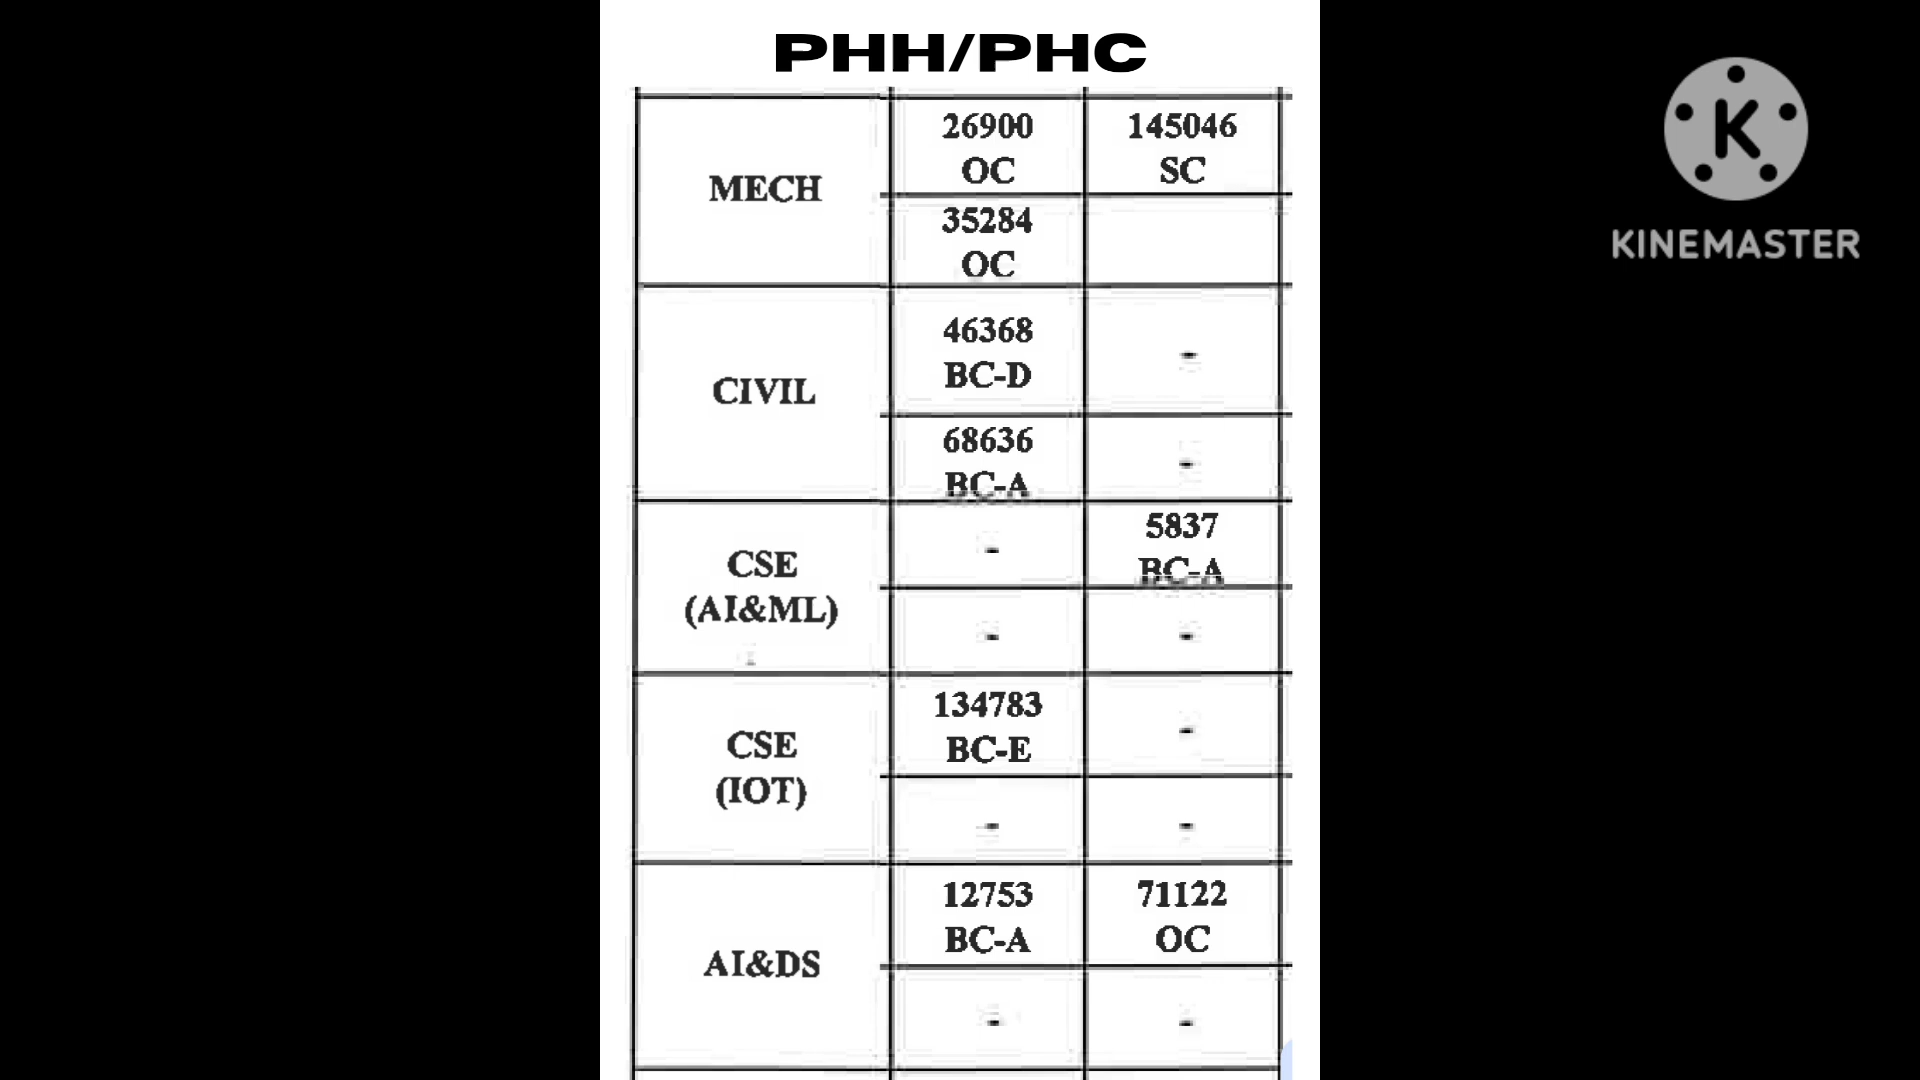 PHH/PHC
MECH
26900
OC
145046
SC
35284
OC
CIVIL
46368
BC-D
-
68636
BC-A
-
CSE
(AI&ML)
-
5837
BC-A
-
-
CSE
(IOT)
134783
BC-E
-
-
-
AI&DS
12753
BC-A
71122
OC
-
-
K
KINEMASTER